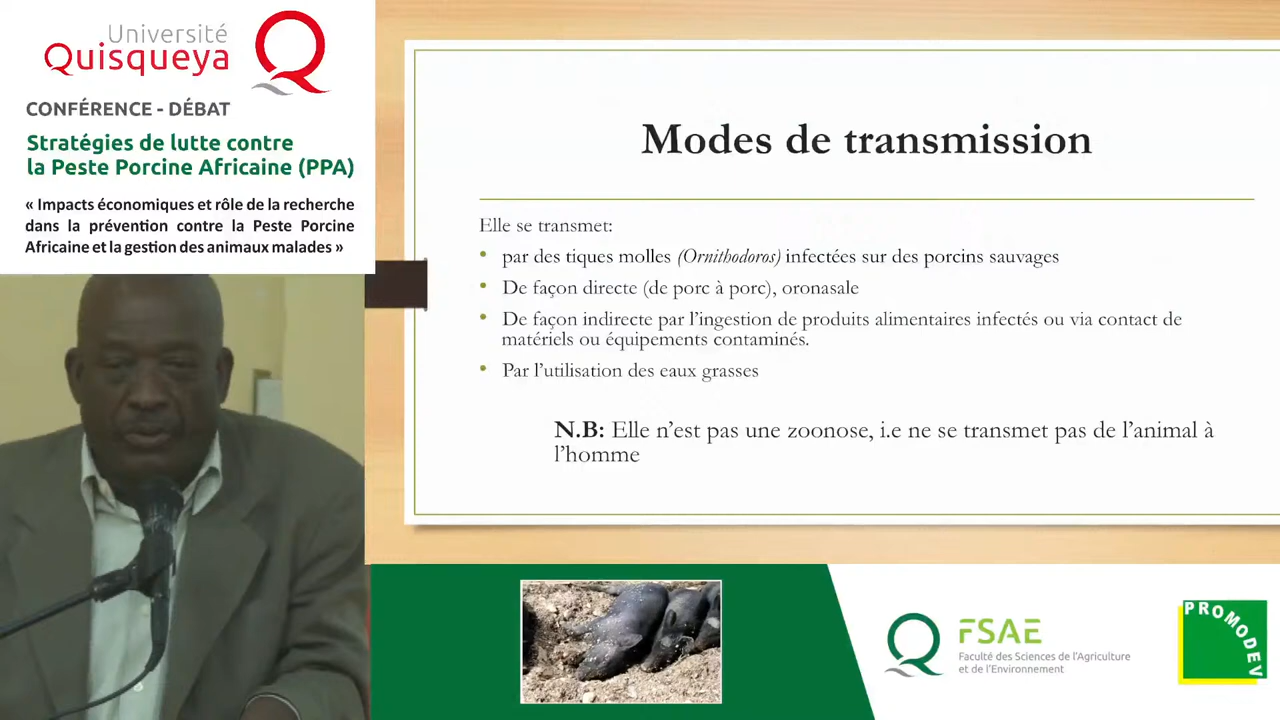 Université
Quisqueya
CONFÉRENCE - DÉBAT
Stratégies de lutte contre
la Peste Porcine Africaine (PPA)
« Impacts économiques et rôle de la recherche
dans la prévention contre la Peste Porcine
Africaine et la gestion des animaux malades »
Modes de transmission
Elle se transmet:
• par des tiques molles (Ornithodoros) infectées sur des porcins sauvages
• De façon directe (de porc à porc), oronasale
• De façon indirecte par l’ingestion de produits alimentaires infectés ou via contact de
matériels ou équipements contaminés.
• Par l’utilisation des eaux grasses
N.B: Elle n’est pas une zoonose, i.e ne se transmet pas de l’animal à
l’homme
FSAE
Faculté des Sciences de l’Agriculture
et de l’Environnement
PROMODEV